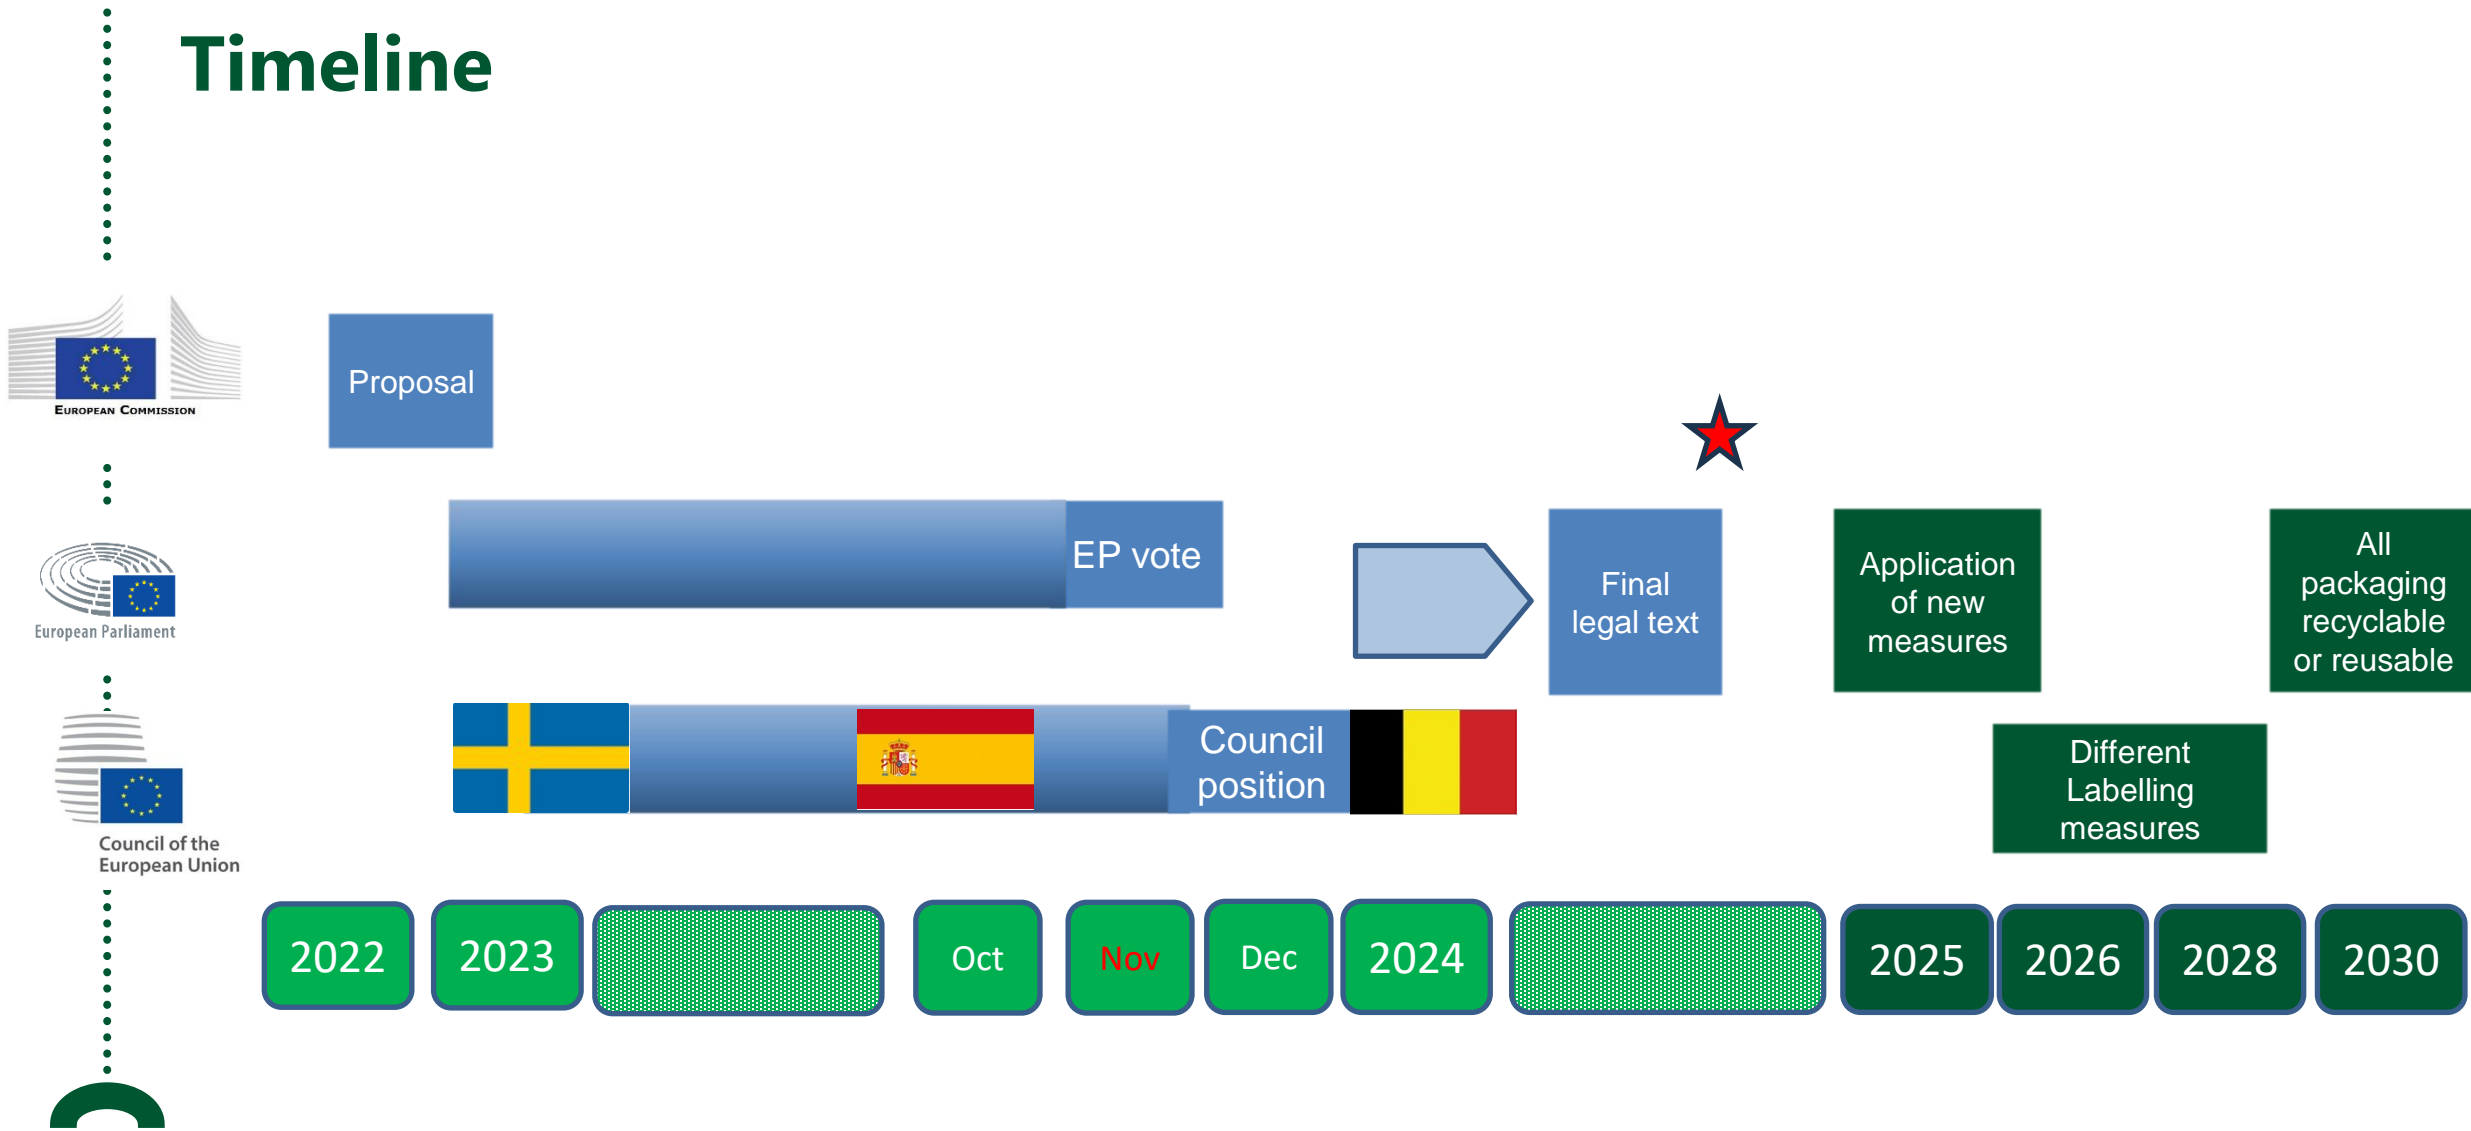 Timeline
EUROPEAN COMMISSION
Proposal
European Parliament
EP vote
Final
legal text
Application
of new
measures
All
packaging
recyclable
or reusable
Council of the
European Union
Council
position
Different
Labelling
measures
2022
2023
Oct
Nov
Dec
2024
2025
2026
2028
2030